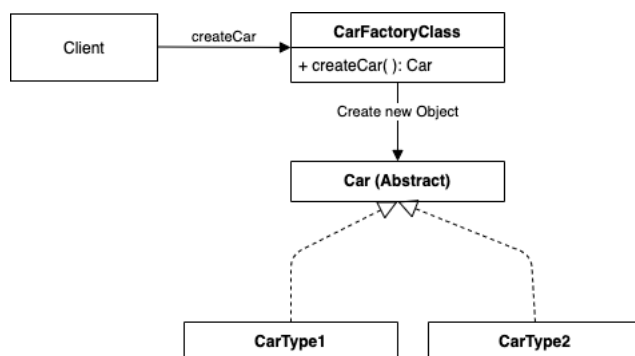 Client
createCar
CarFactoryClass
+ createCar( ): Car
Create new Object
Car (Abstract)
CarType1
CarType2